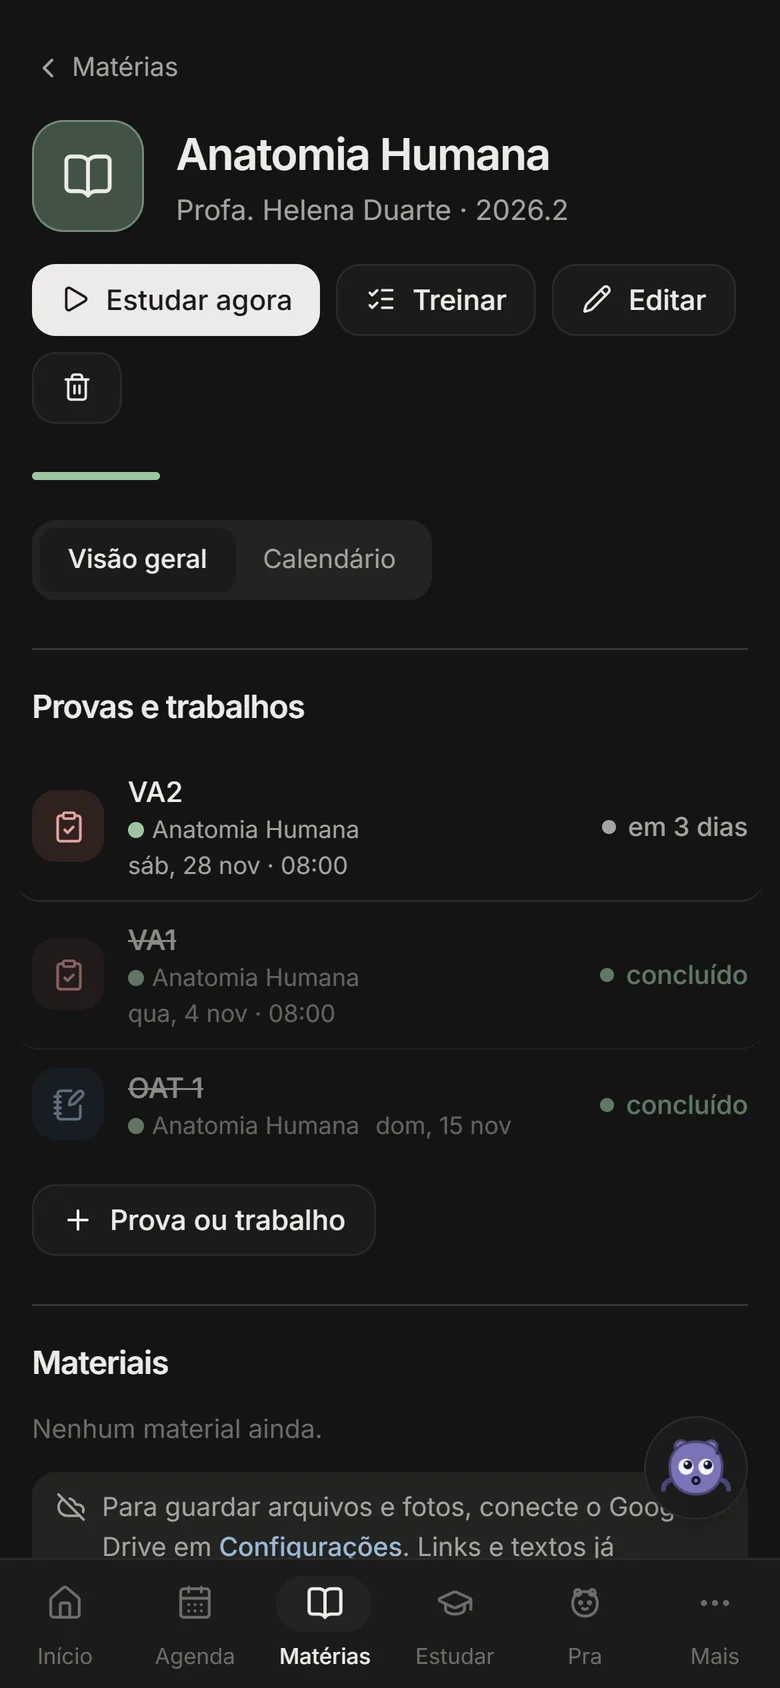 Matérias
Anatomia Humana
Profa. Helena Duarte · 2026.2
Estudar agora
Treinar
Editar
Visão geral
Calendário
Provas e trabalhos
VA2
Anatomia Humana
sáb, 28 nov · 08:00
em 3 dias
VA1
Anatomia Humana
qua, 4 nov · 08:00
concluído
OAT 1
Anatomia Humana dom, 15 nov
concluído
Prova ou trabalho
Materiais
Nenhum material ainda.
Para guardar arquivos e fotos, conecte o Goog
Drive em Configurações. Links e textos já
Início
Agenda
Matérias
Estudar
Pra
Mais